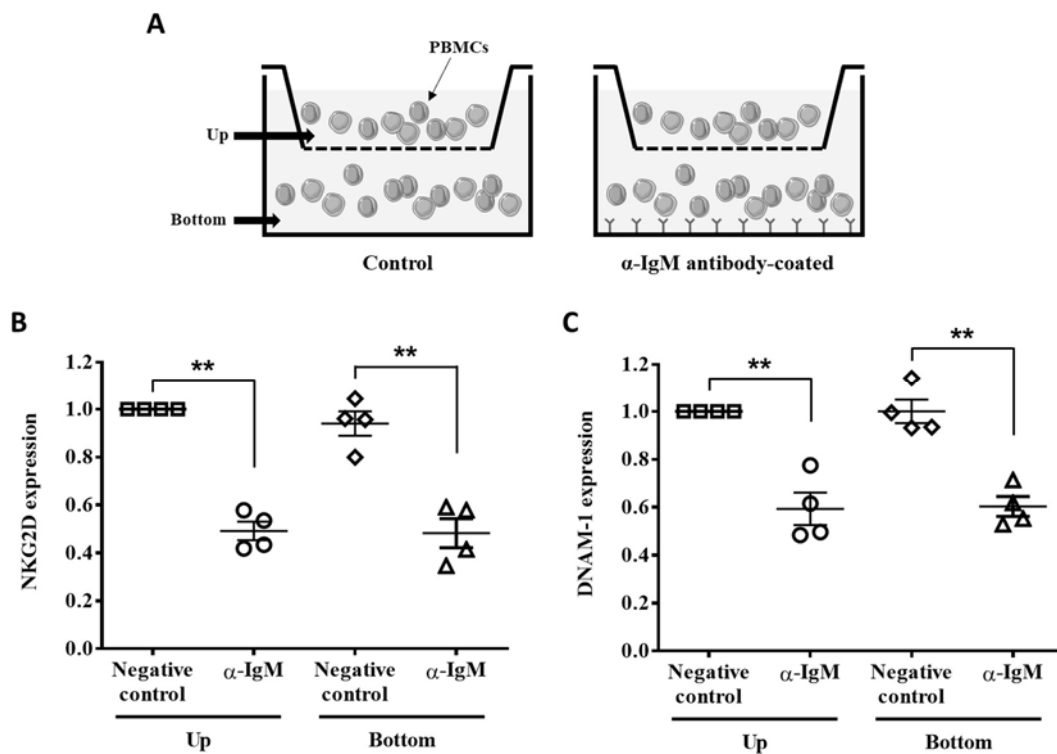 A
PBMCs
Up
Bottom
Control
α-IgM antibody-coated
B
NKG2D expression
1.2
1.0
0.8
0.6
0.4
0.2
0.0
**
**
Negative control
α-IgM
Negative control
α-IgM
Up
Bottom
C
DNAM-1 expression
1.2
1.0
0.8
0.6
0.4
0.2
0.0
**
**
Negative control
α-IgM
Negative control
α-IgM
Up
Bottom